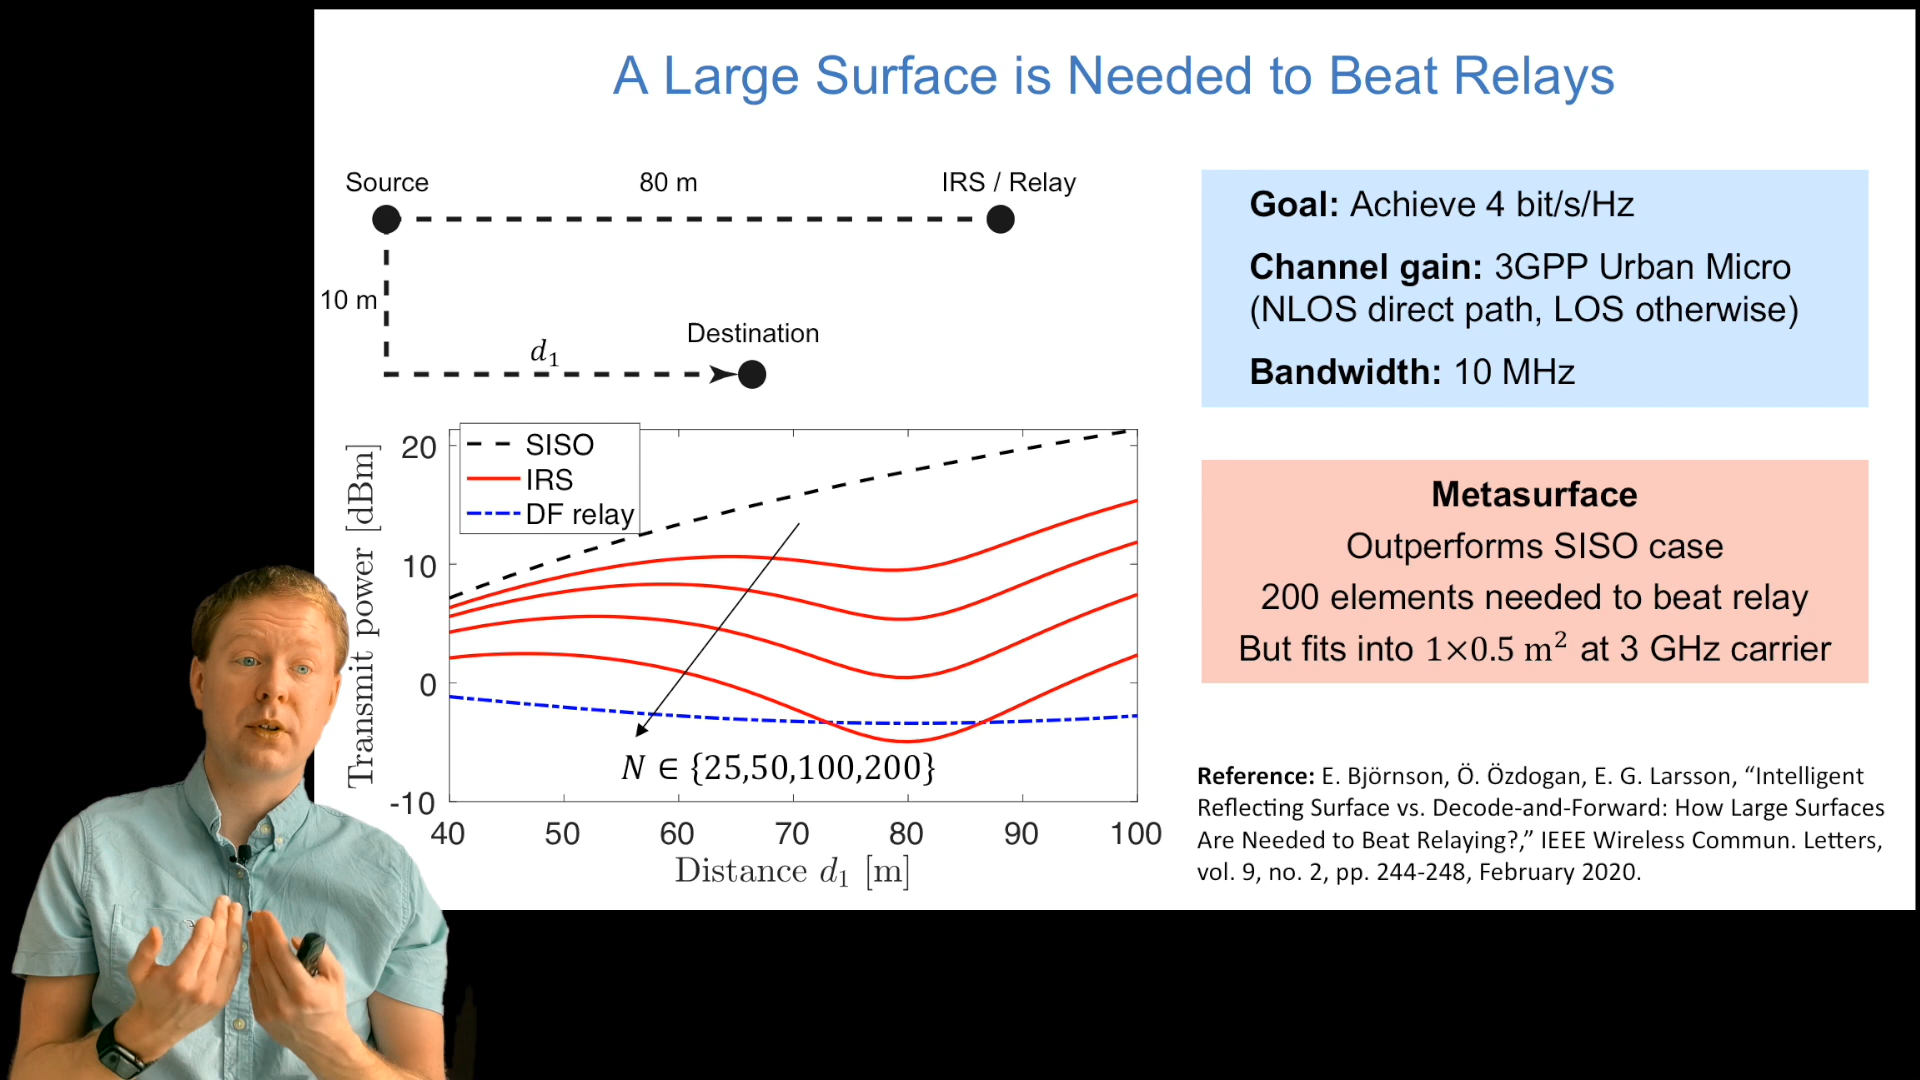 A Large Surface is Needed to Beat Relays
Source
80 m
IRS / Relay
10 m
Destination
d₁
Goal: Achieve 4 bit/s/Hz
Channel gain: 3GPP Urban Micro
(NLOS direct path, LOS otherwise)
Bandwidth: 10 MHz
SISO
IRS
DF relay
Transmit power [dBm]
20
10
0
-10
N ∈ {25,50,100,200}
40 50 60 70 80 90 100
Distance d₁ [m]
Metasurface
Outperforms SISO case
200 elements needed to beat relay
But fits into 1×0.5 m² at 3 GHz carrier
Reference: E. Björnson, Ö. Özdogan, E. G. Larsson, “Intelligent
Reflecting Surface vs. Decode-and-Forward: How Large Surfaces
Are Needed to Beat Relaying?,” IEEE Wireless Commun. Letters,
vol. 9, no. 2, pp. 244-248, February 2020.